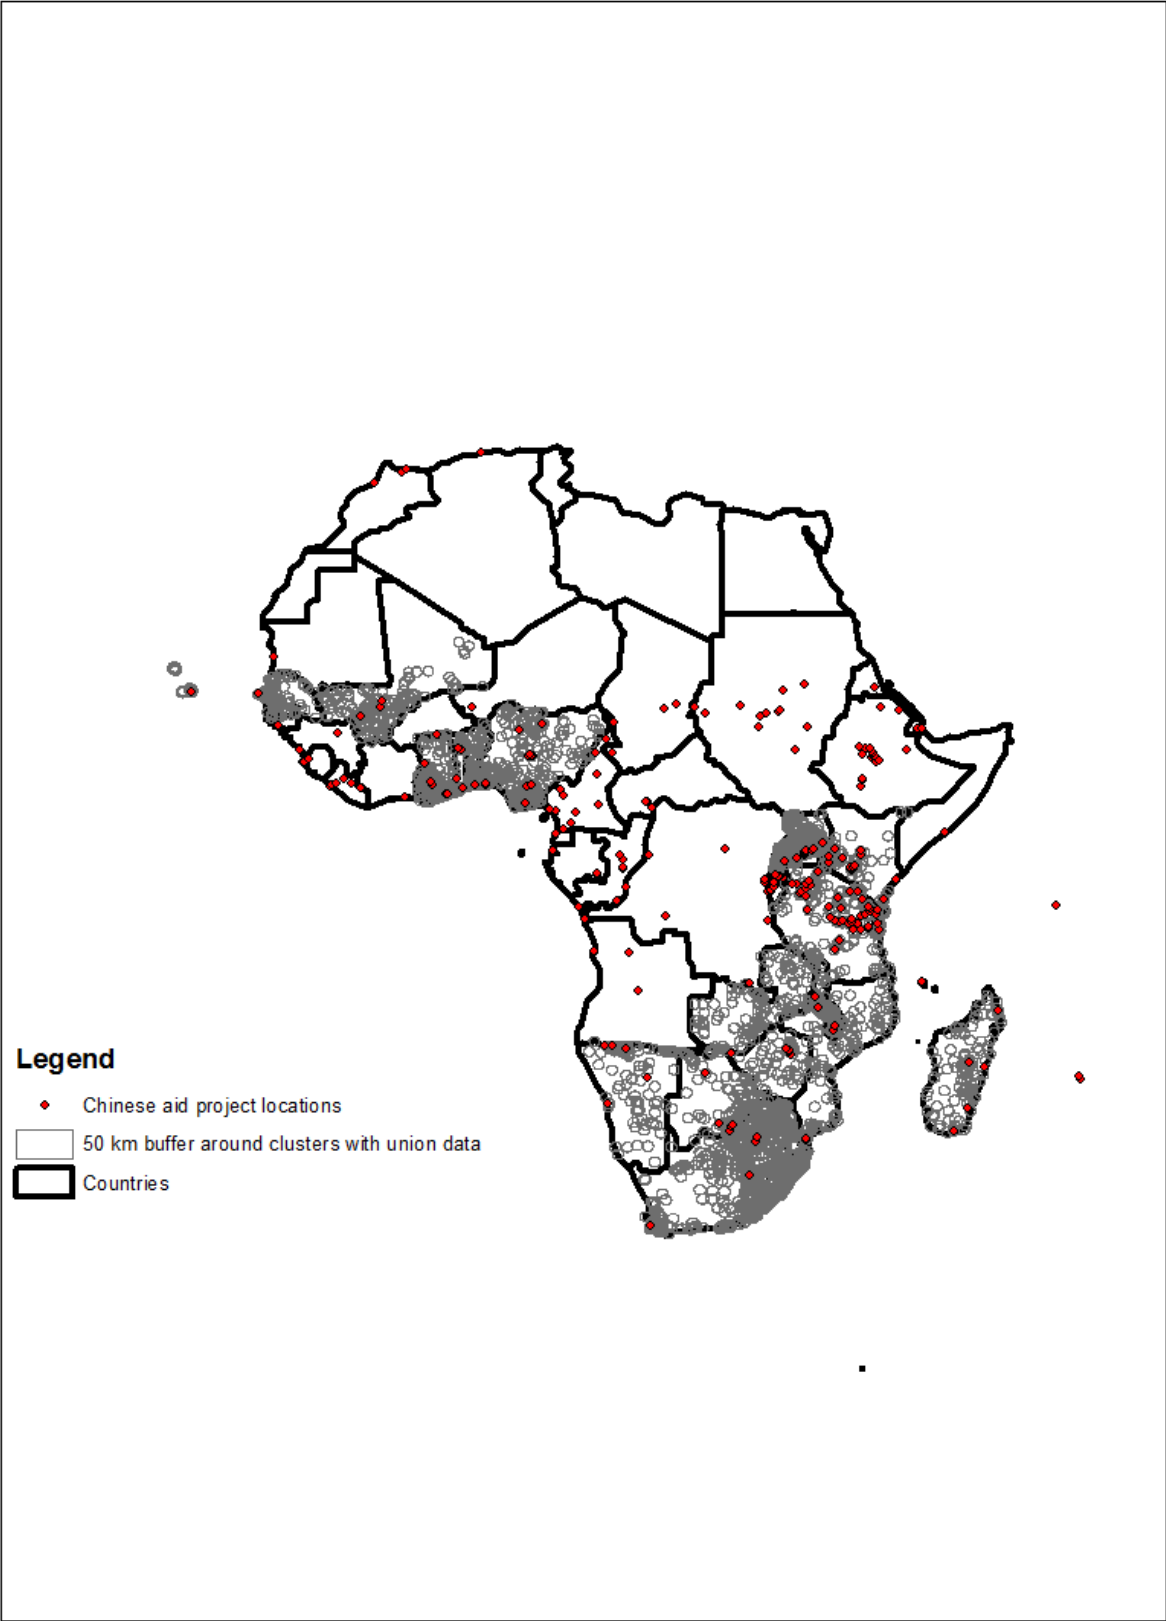 Legend
Chinese aid project locations
50 km buffer around clusters with union data
Countries